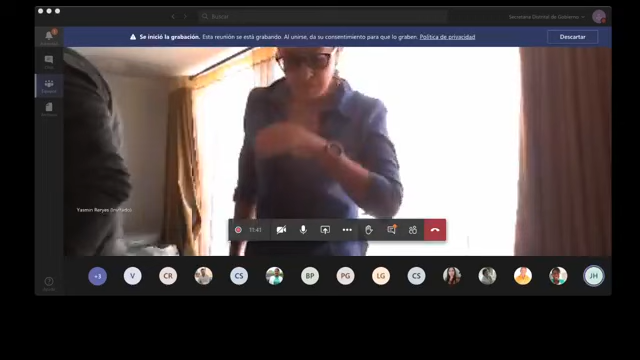 Buscar
Secretaría Distrital de Gobierno
Se inició la grabación. Esta reunión se está grabando. Al unirse, da su consentimiento para que lo graben. Política de privacidad
Descartar
Yasmin Reryes (Invitado)
11:41
+3
V
CR
CS
BP
PG
LG
CS
JH